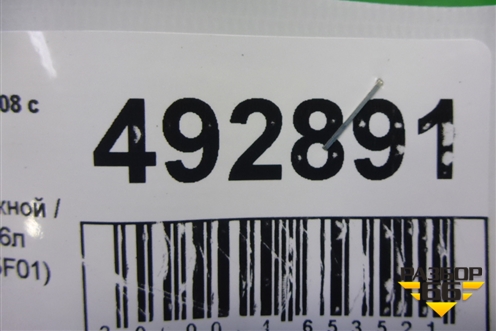 08 с
492891
жной /
6л
F01)
РАЗБОР
66